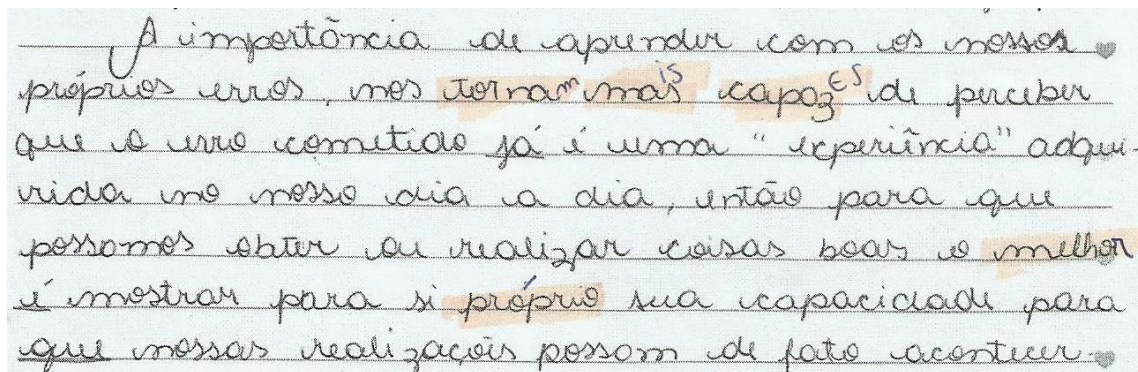 A importância de aprender com os nossos
próprios erros, nos tornam mais capazES de perceber
que o erro cometido já é uma "experiência" adqui-
rida no nosso dia a dia, então para que
possamos obter ou realizar coisas boas o melhor
é mostrar para si próprio sua capacidade para
que nossas realizações possam de fato acontecer.